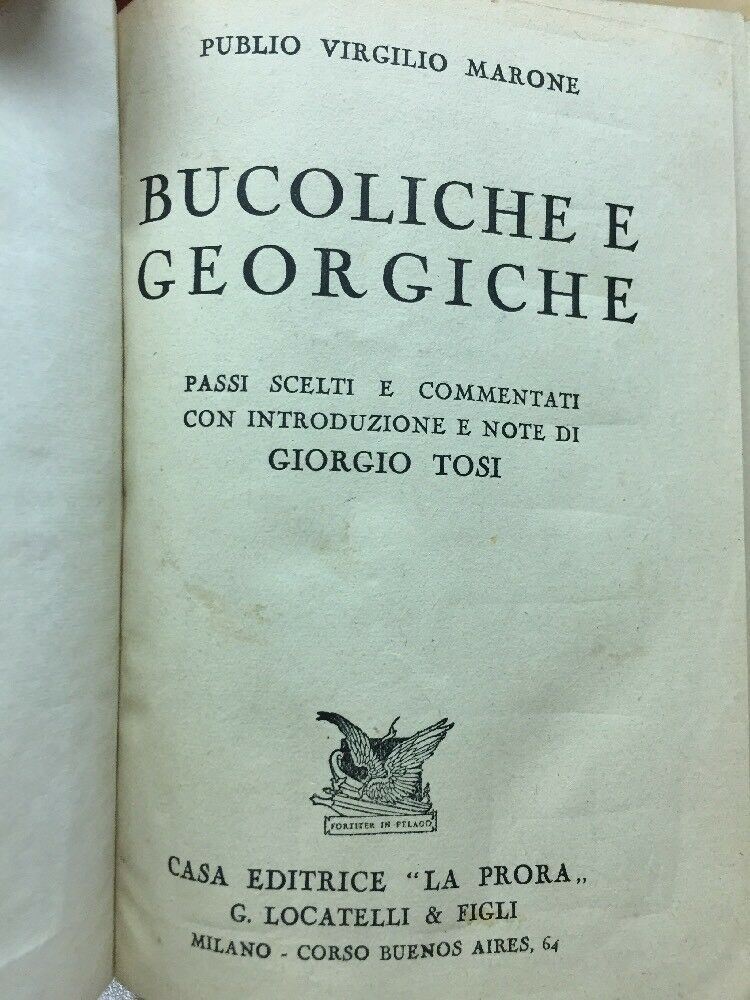 PUBLIO VIRGILIO MARONE
BUCOLICHE E
GEORGICHE
PASSI SCELTI E COMMENTATI
CON INTRODUZIONE E NOTE DI
GIORGIO TOSI
FORTITER IN PELAGO
CASA EDITRICE "LA PRORA„
G. LOCATELLI & FIGLI
MILANO - CORSO BUENOS AIRES, 64